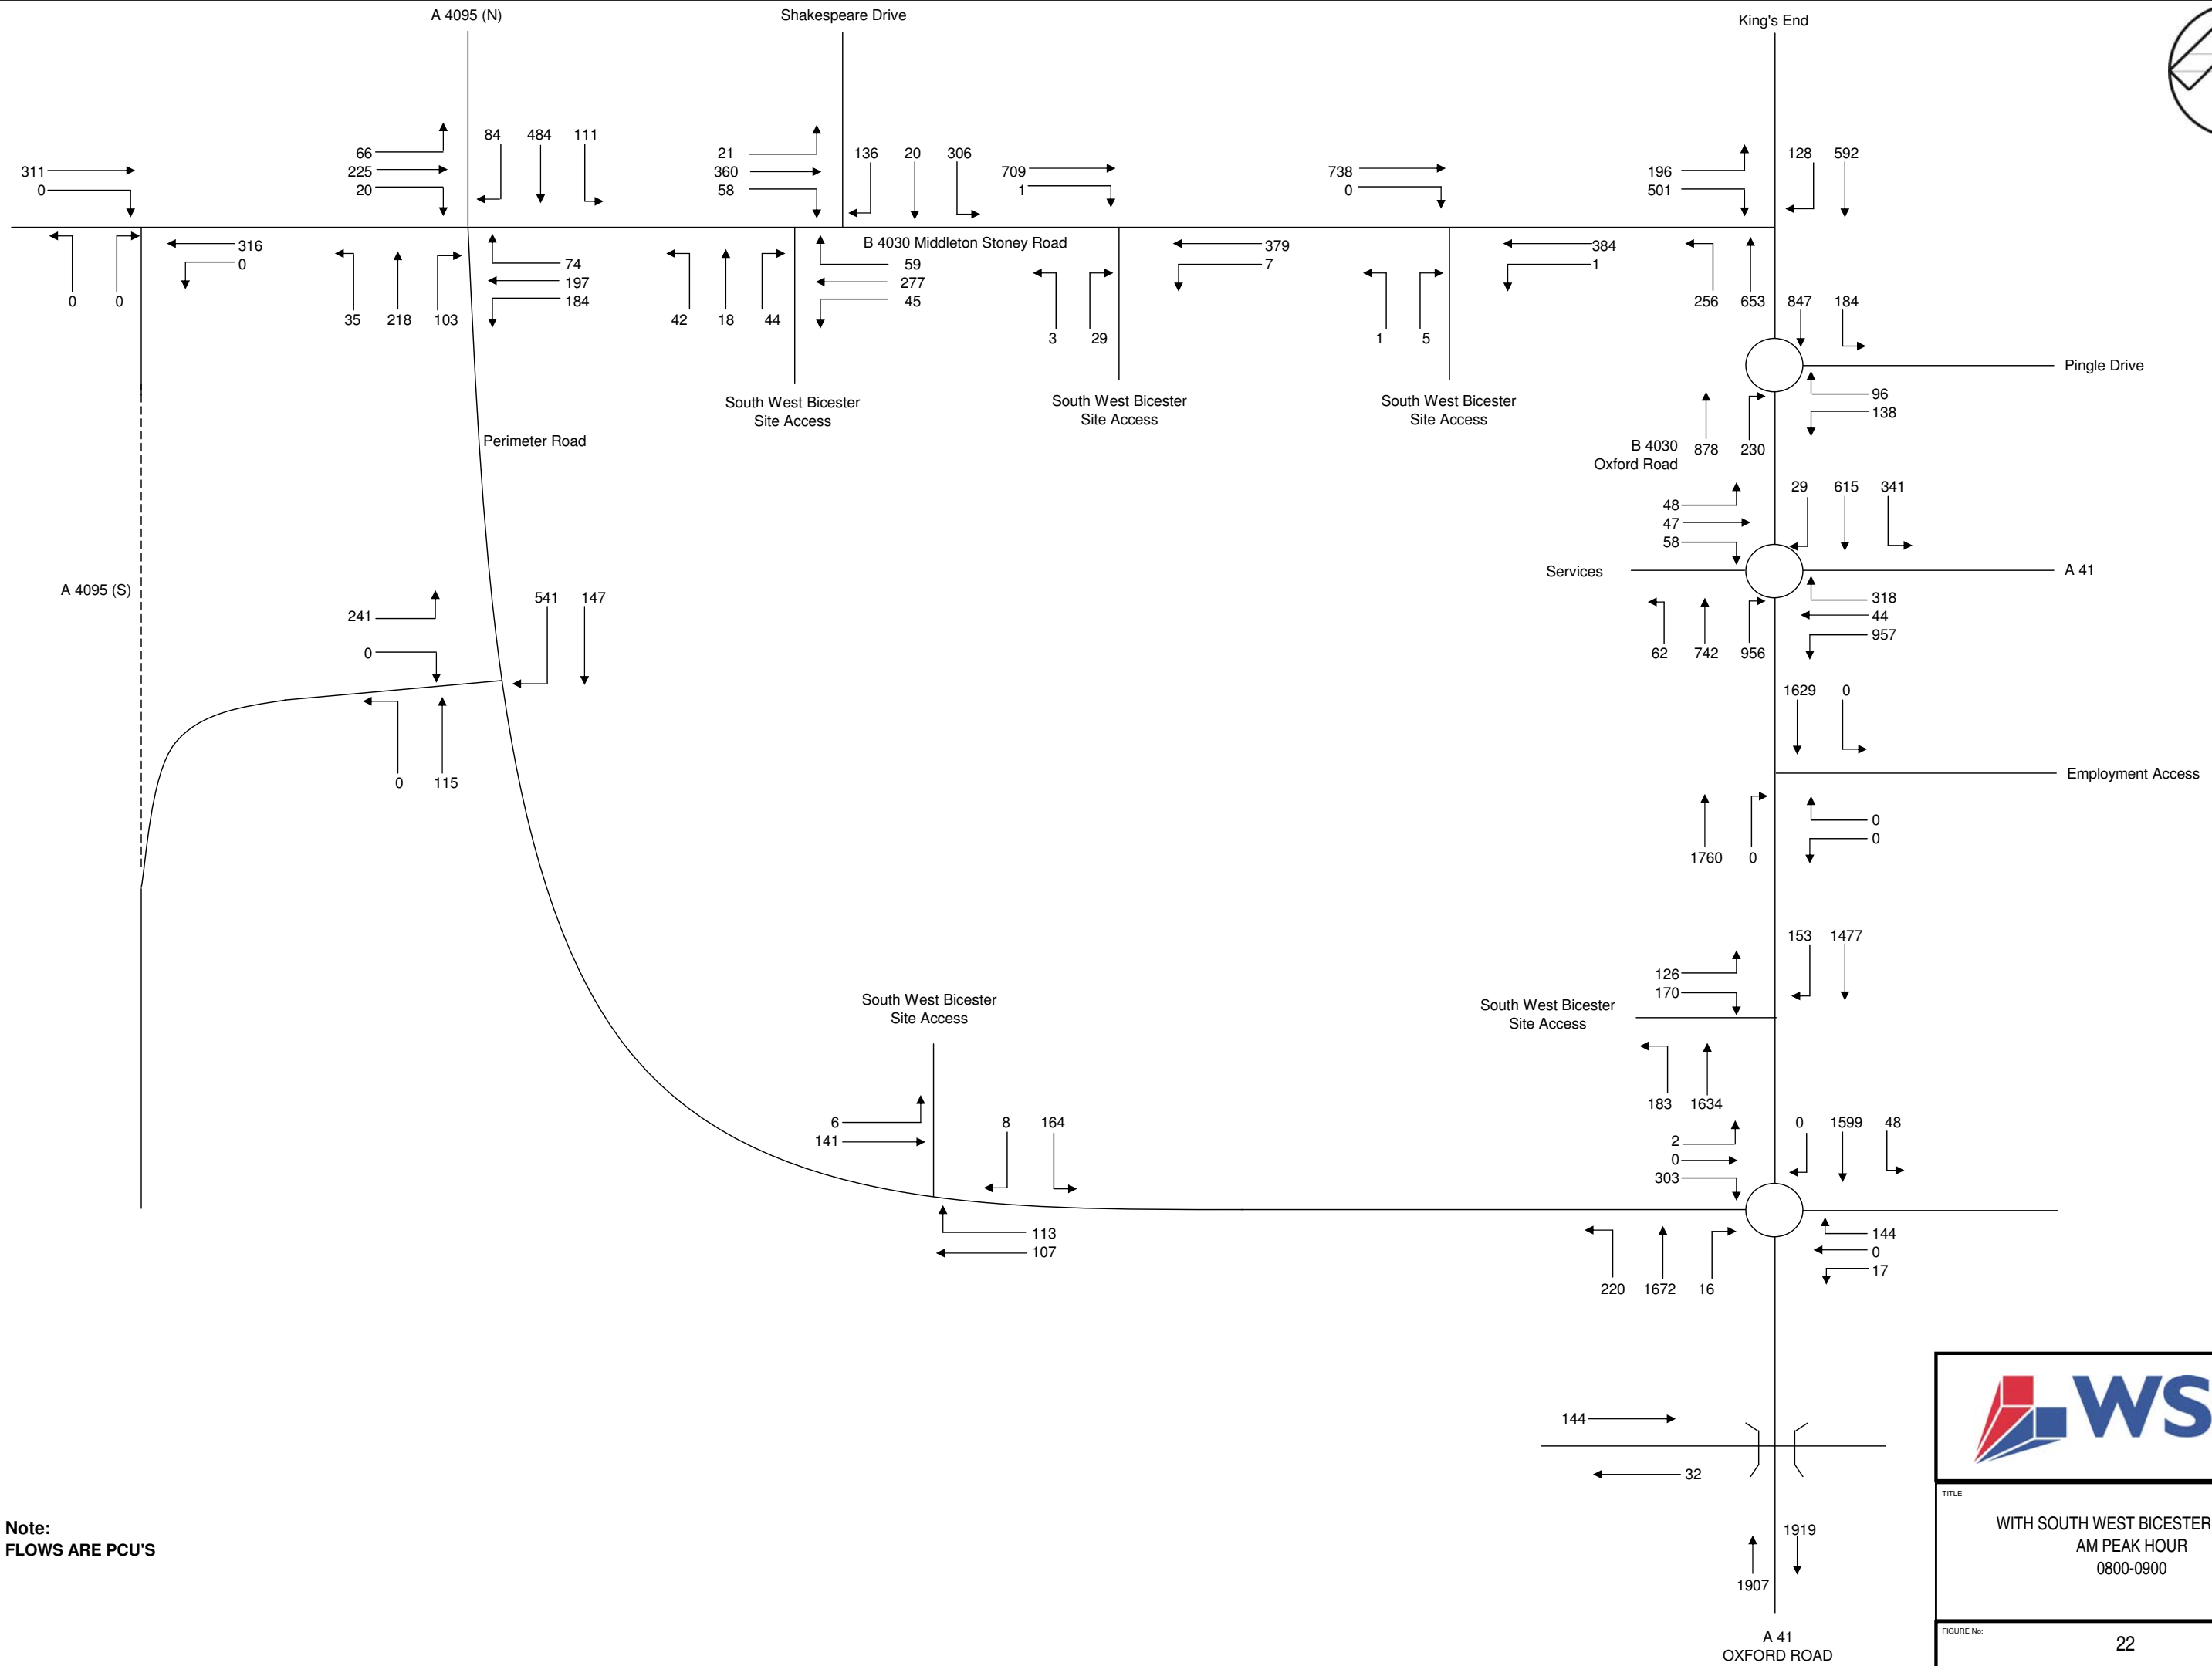 A 4095 (N)
Shakespeare Drive
King's End
66
225
20
84 484 111
311
0
21
360
58
136 20 306
709
1
738
0
196
501
128 592
316
0
0 0
35 218 103
74
197
184
42 18 44
B 4030 Middleton Stoney Road
59
277
45
3 29
379
7
1 5
384
1
256 653
847 184
Pingle Drive
96
138
South West Bicester
Site Access
South West Bicester
Site Access
South West Bicester
Site Access
Perimeter Road
B 4030
Oxford Road
878 230
48
47
58
29 615 341
Services
A 41
318
44
957
62 742 956
A 4095 (S)
241
0
541 147
0 115
1629 0
Employment Access
0
0
1760 0
153 1477
126
170
South West Bicester
Site Access
183 1634
South West Bicester
Site Access
6
141
8 164
113
107
2
0
303
0 1599 48
144
0
17
220 1672 16
144
32
1919
1907
A 41
OXFORD ROAD
Note:
FLOWS ARE PCU'S
WS
TITLE
WITH SOUTH WEST BICESTER
AM PEAK HOUR
0800-0900
FIGURE No:
22